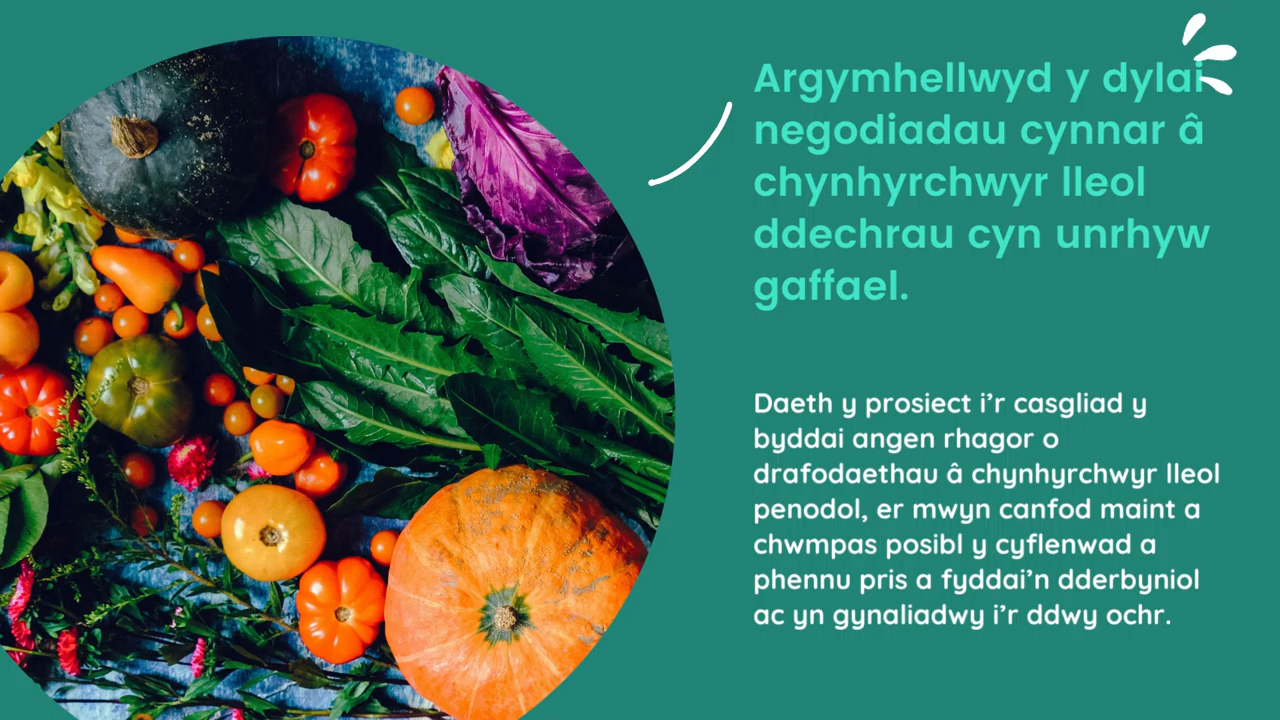 Argymhellwyd y dylai
negodiadau cynnar â
chynhyrchwyr lleol
ddechrau cyn unrhyw
gaffael.
Daeth y prosiect i’r casgliad y
byddai angen rhagor o
drafodaethau â chynhyrchwyr lleol
penodol, er mwyn canfod maint a
chwmpas posibl y cyflenwad a
phennu pris a fyddai’n dderbyniol
ac yn gynaliadwy i’r ddwy ochr.